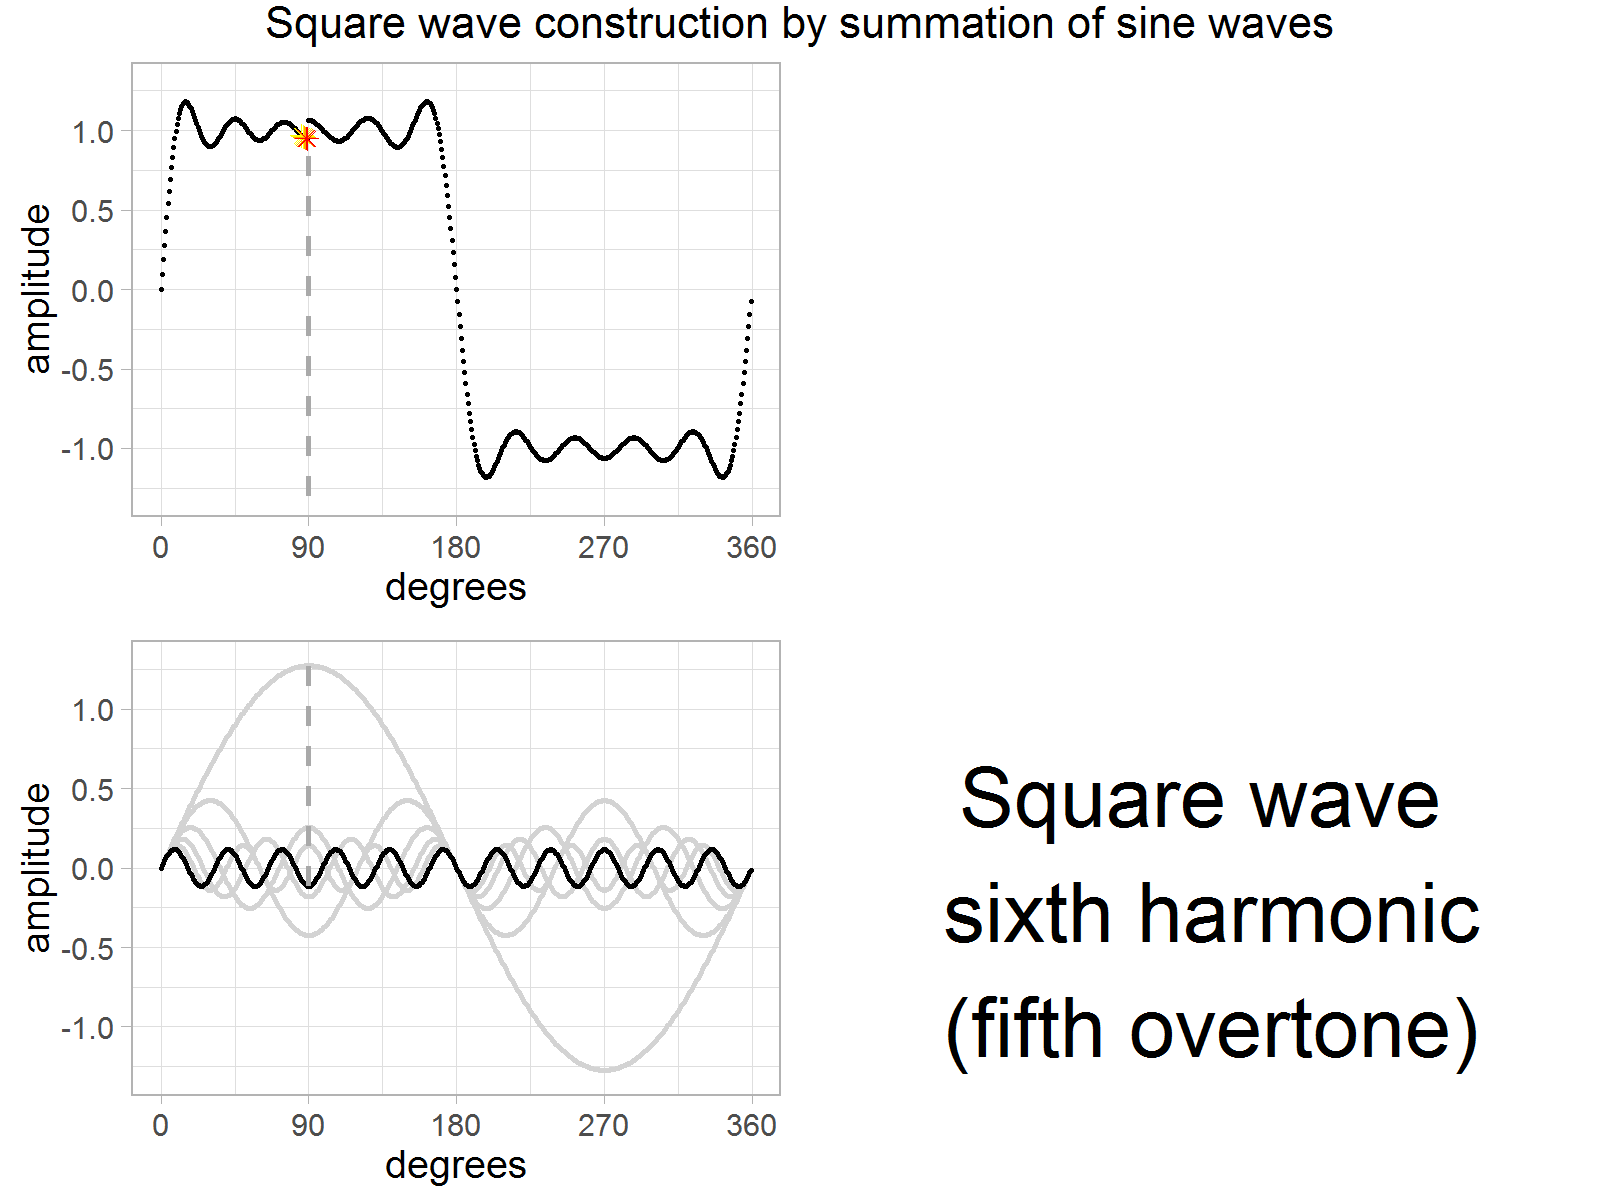 Square wave construction by summation of sine waves
amplitude
1.0
0.5
0.0
-0.5
-1.0
0 90 180 270 360
degrees
amplitude
1.0
0.5
0.0
-0.5
-1.0
0 90 180 270 360
degrees
Square wave
sixth harmonic
(fifth overtone)